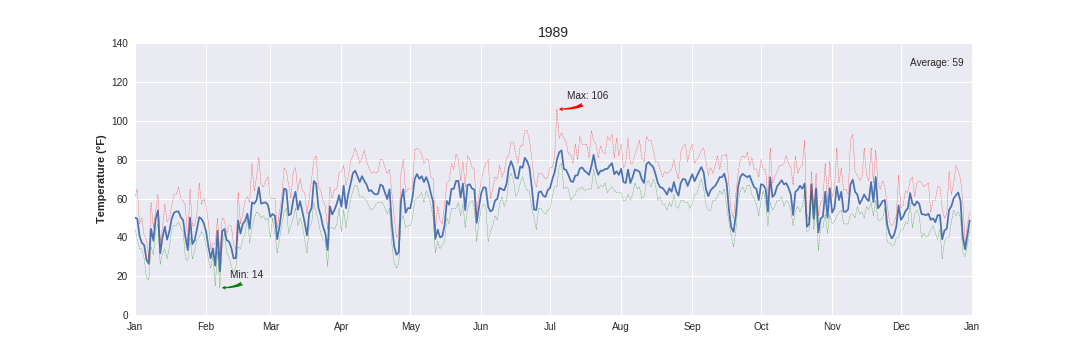 1989
140
Average: 59
120
Max: 106
100
80
Temperature (°F)
60
40
20
Min: 14
0
Jan Feb Mar Apr May Jun Jul Aug Sep Oct Nov Dec Jan